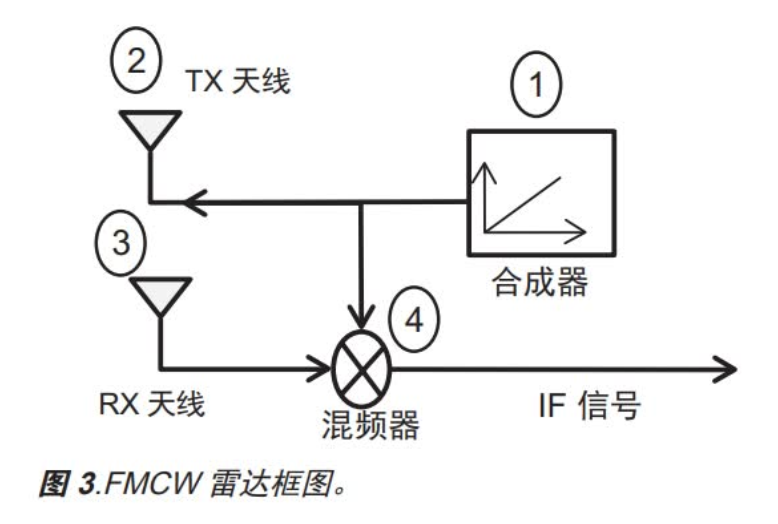 2
TX 天线
1
3
合成器
4
RX 天线
混频器
IF 信号
图 3.FMCW 雷达框图。